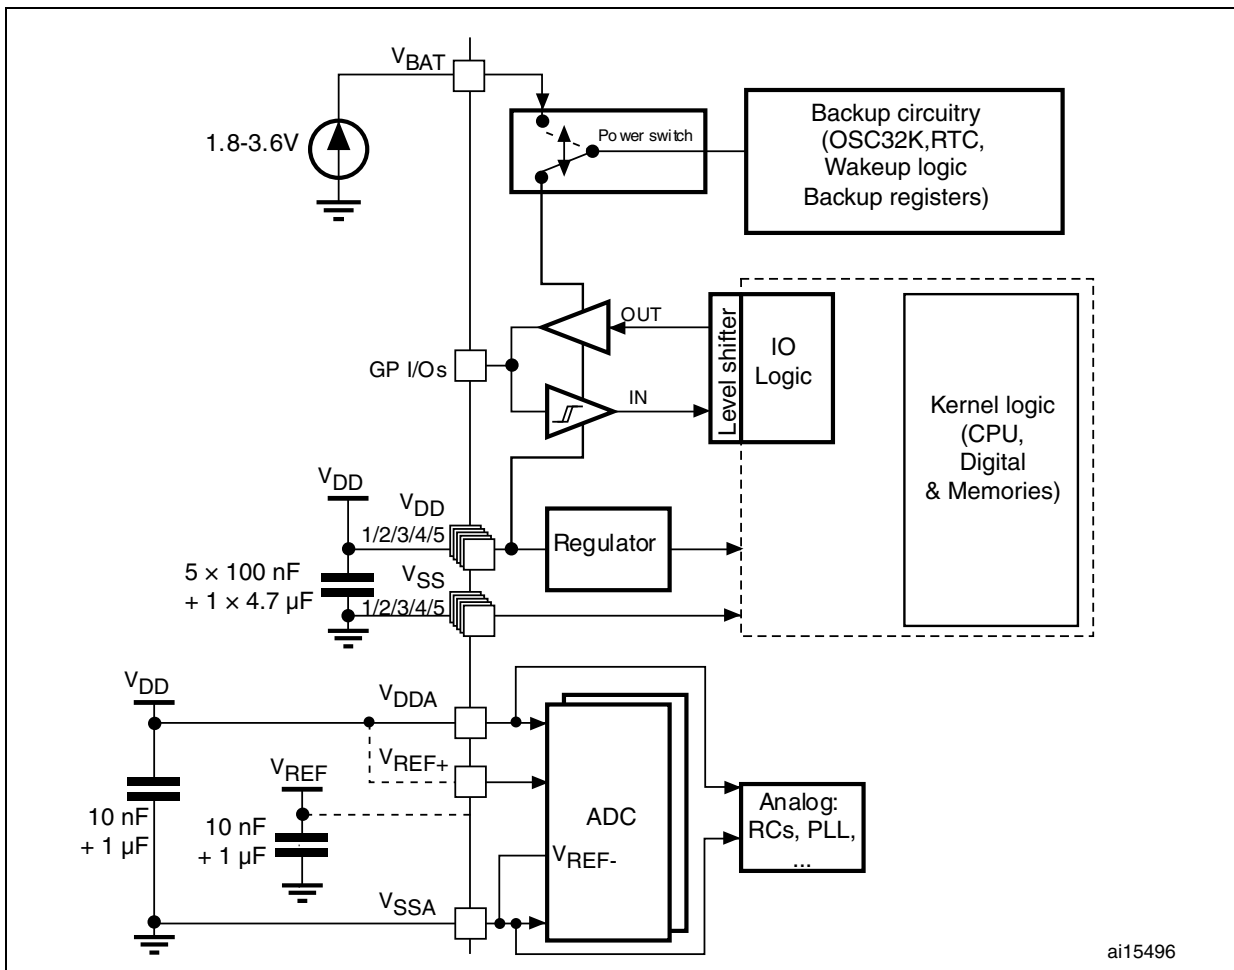 VBAT
1.8-3.6V
Power switch
Backup circuitry
(OSC32K,RTC,
Wakeup logic
Backup registers)
OUT
GP I/Os
IN
Level shifter
IO
Logic
Kernel logic
(CPU,
Digital
& Memories)
VDD
VDD
1/2/3/4/5
Regulator
5 × 100 nF
+ 1 × 4.7 µF
VSS
1/2/3/4/5
VDD
VDDA
VREF+
VREF
10 nF
+ 1 µF
10 nF
+ 1 µF
ADC
VREF-
Analog:
RCs, PLL,
...
VSSA
ai15496